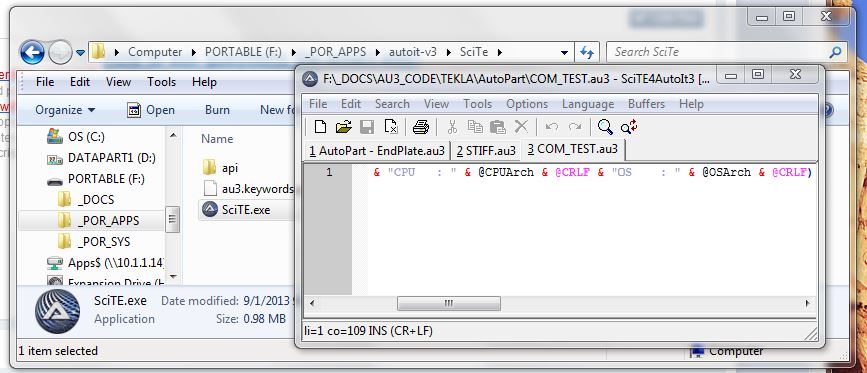 Computer ▸ PORTABLE (F:) ▸ _POR_APPS ▸ autoit-v3 ▸ SciTe
Search SciTe
File Edit View Tools Help
Organize Open Burn New fo
OS (C:)
DATAPART1 (D:)
PORTABLE (F:)
_DOCS
_POR_APPS
_POR_SYS
Apps$ (\\10.1.1.14)
Expansion Drive (H
Name
api
au3.keywords
SciTE.exe
SciTE.exe Date modified: 9/1/2013 9
Application Size: 0.98 MB
1 item selected
Computer
F:\_DOCS\AU3_CODE\TEKLA\AutoPart\COM_TEST.au3 - SciTE4AutoIt3 [...
File Edit Search View Tools Options Language Buffers Help
1 AutoPart - EndPlate.au3 2 STIFF.au3 3 COM_TEST.au3
1 & "CPU : " & @CPUArch & @CRLF & "OS : " & @OSArch & @CRLF)
li=1 co=109 INS (CR+LF)